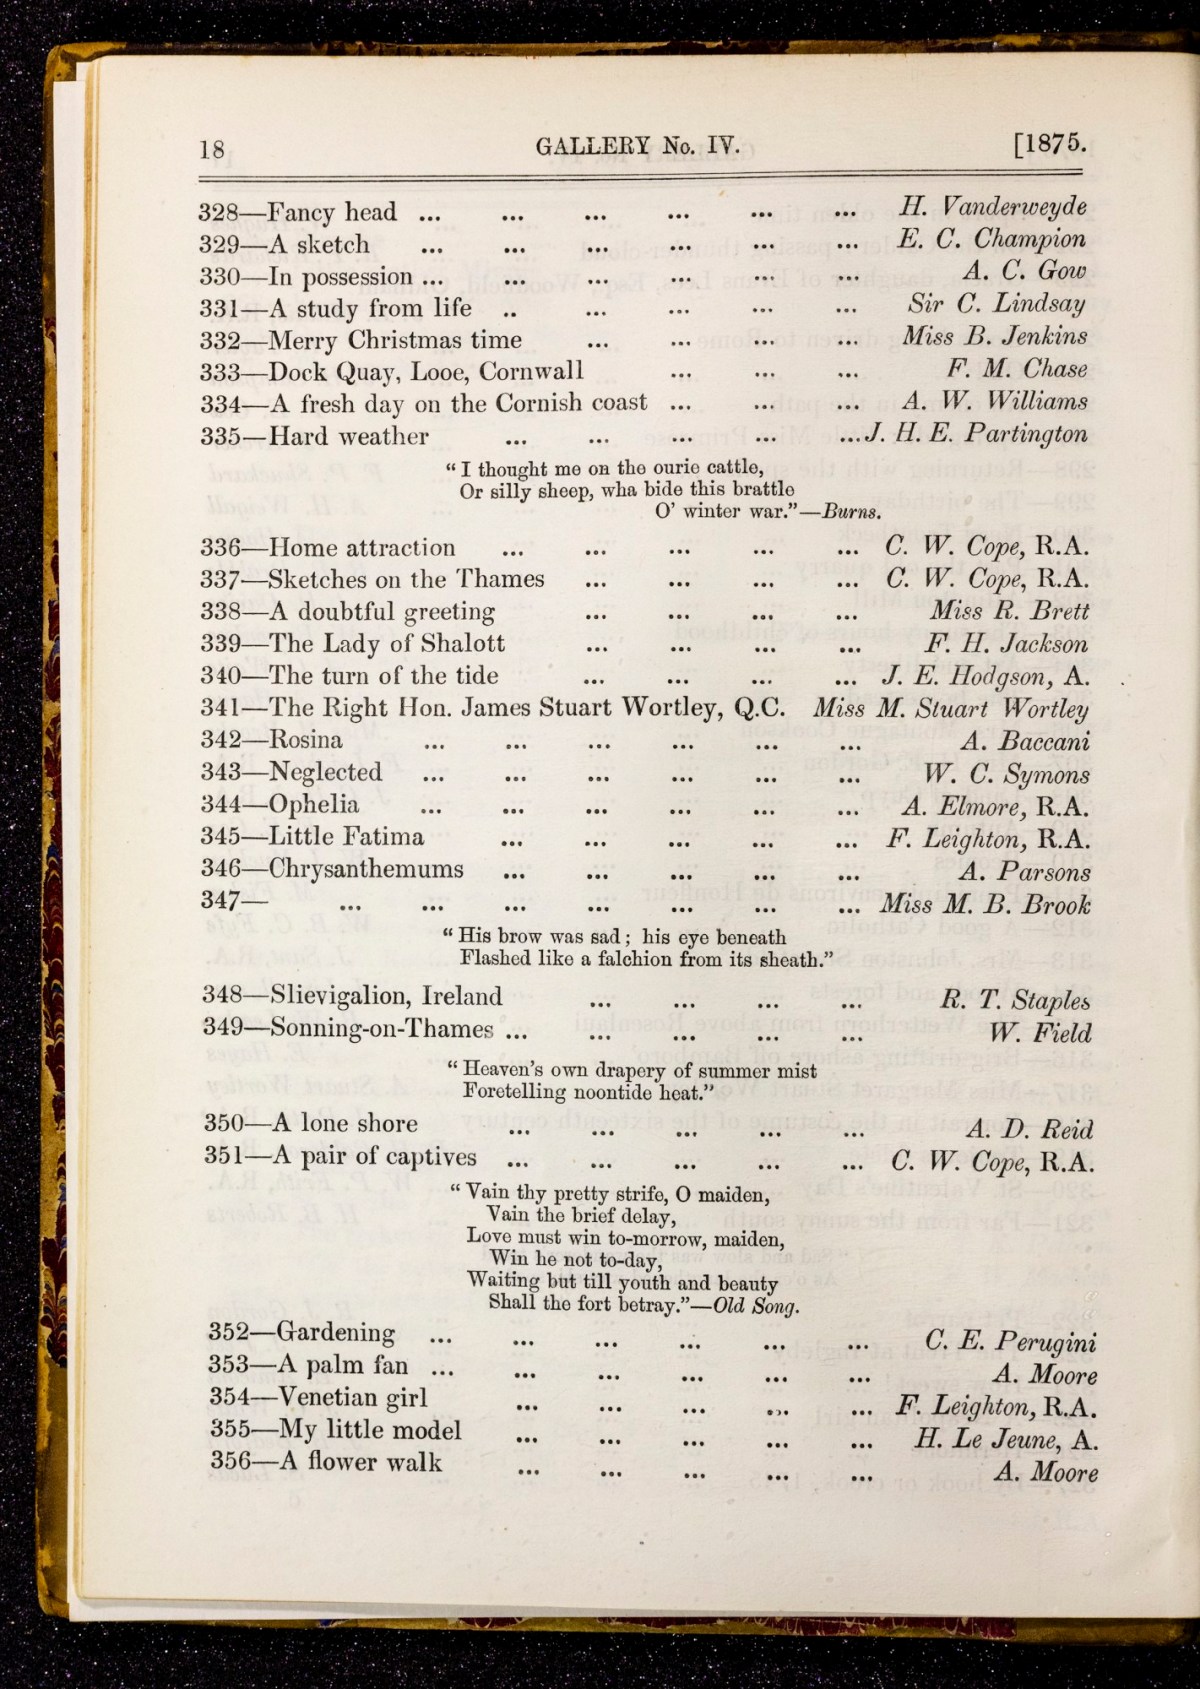 18 GALLERY No. IV. [1875.
328—Fancy head ... ... ... ... ... ... H. Vanderweyde
329—A sketch ... ... ... ... ... ... E. C. Champion
330—In possession ... ... ... ... ... ... A. C. Gow
331—A study from life .. ... ... ... ... Sir C. Lindsay
332—Merry Christmas time ... ... ... ... Miss B. Jenkins
333—Dock Quay, Looe, Cornwall ... ... ... F. M. Chase
334—A fresh day on the Cornish coast ... ... ... A. W. Williams
335—Hard weather ... ... ... ... ... J. H. E. Partington
"I thought me on the ourie cattle,
Or silly sheep, wha bide this brattle
O' winter war."—Burns.
336—Home attraction ... ... ... ... ... C. W. Cope, R.A.
337—Sketches on the Thames ... ... ... ... C. W. Cope, R.A.
338—A doubtful greeting ... ... ... ... Miss R. Brett
339—The Lady of Shalott ... ... ... ... F. H. Jackson
340—The turn of the tide ... ... ... ... J. E. Hodgson, A.
341—The Right Hon. James Stuart Wortley, Q.C. Miss M. Stuart Wortley
342—Rosina ... ... ... ... ... ... A. Baccani
343—Neglected ... ... ... ... ... ... W. C. Symons
344—Ophelia ... ... ... ... ... ... A. Elmore, R.A.
345—Little Fatima ... ... ... ... ... F. Leighton, R.A.
346—Chrysanthemums ... ... ... ... ... A. Parsons
347— ... ... ... ... ... ... ... Miss M. B. Brook
"His brow was sad; his eye beneath
Flashed like a falchion from its sheath."
348—Slievigalion, Ireland ... ... ... ... R. T. Staples
349—Sonning-on-Thames ... ... ... ... ... W. Field
"Heaven's own drapery of summer mist
Foretelling noontide heat."
350—A lone shore ... ... ... ... ... A. D. Reid
351—A pair of captives ... ... ... ... ... C. W. Cope, R.A.
"Vain thy pretty strife, O maiden,
Vain the brief delay,
Love must win to-morrow, maiden,
Win he not to-day,
Waiting but till youth and beauty
Shall the fort betray."—Old Song.
352—Gardening ... ... ... ... ... ... C. E. Perugini
353—A palm fan ... ... ... ... ... ... A. Moore
354—Venetian girl ... ... ... ... ... F. Leighton, R.A.
355—My little model ... ... ... ... ... H. Le Jeune, A.
356—A flower walk ... ... ... ... ... A. Moore